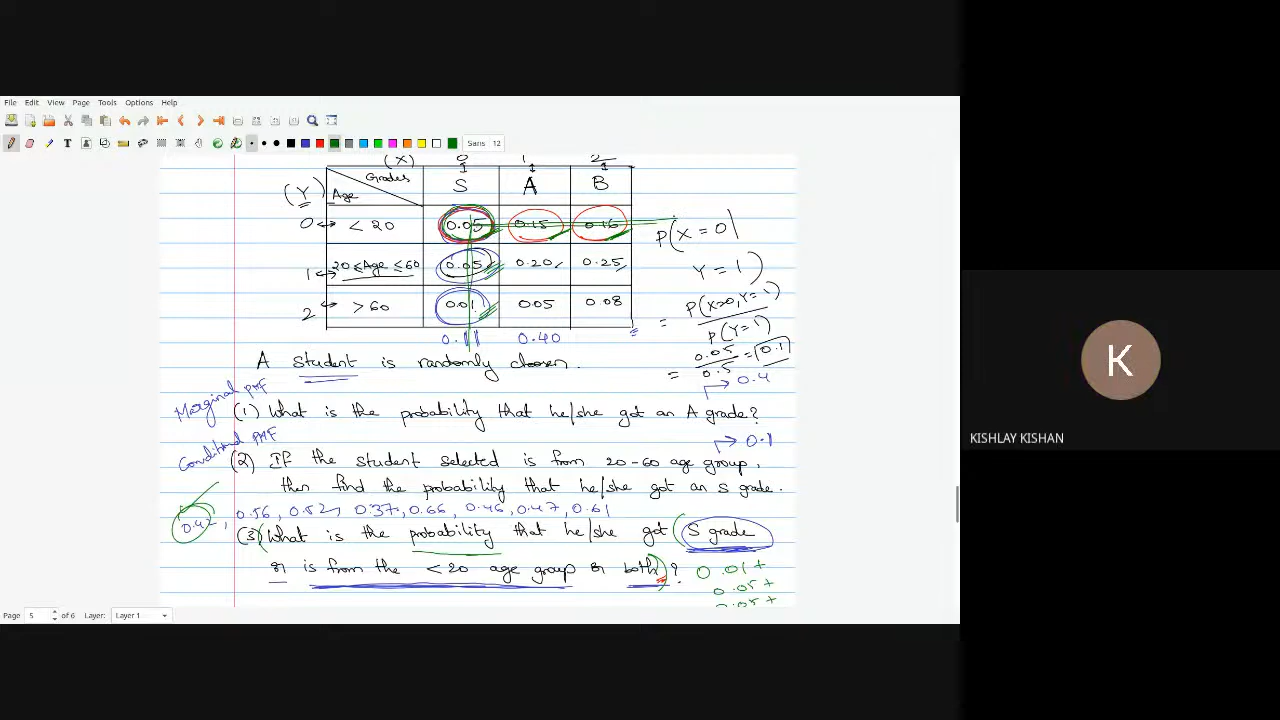 File Edit View Page Tools Options Help
T Sans 12
(X) 0 1 2
Grades S A B
(Y) Age
0 ↔ < 20 0.05 0.15 0.16
1 ↔ 20 ≤ Age ≤ 60 0.05 0.20 0.25
2 ↔ > 60 0.01 0.05 0.08
0.11 0.40
P(X = 0|
Y = 1)
= P(X=0, Y=1)
P(Y=1)
= 0.05
0.5 = 0.1
A student is randomly chosen.
→ 0.4
Marginal PMF
(1) What is the probability that he/she got an A grade?
→ 0.1
Conditional PMF
(2) If the student selected is from 20-60 age group,
then find the probability that he/she got an S grade.
0.42, 0.56, 0.52, 0.37, 0.66, 0.46, 0.47, 0.61
(3) (What is the probability that he/she got (S grade
or is from the < 20 age group or both)?
0.01 +
0.05 +
0.05 +
Page 5 of 6 Layer: Layer 1
K
KISHLAY KISHAN